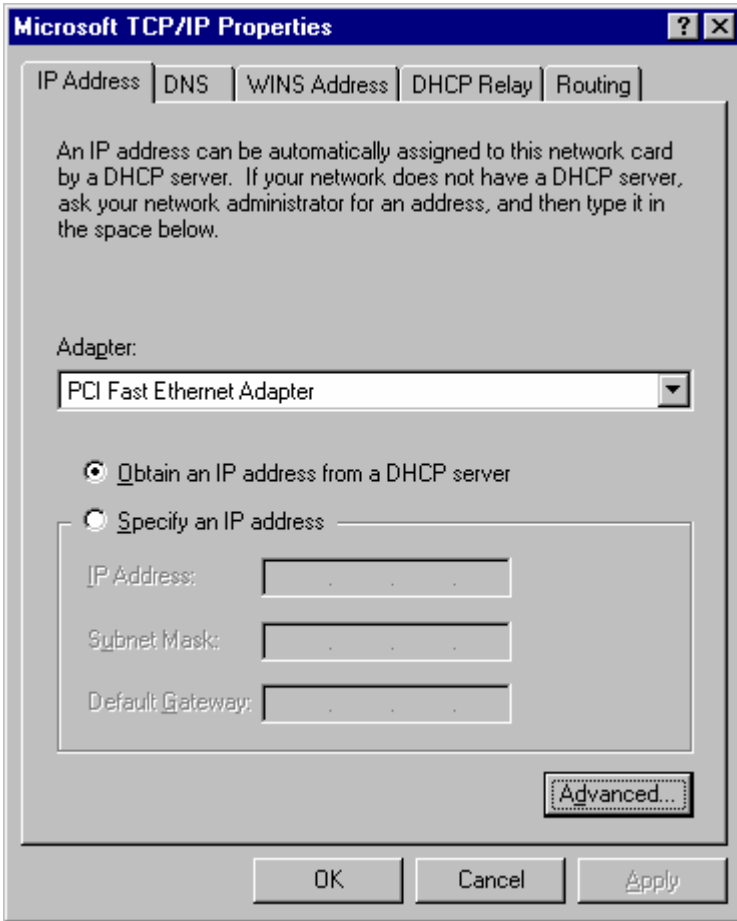 Microsoft TCP/IP Properties
IP Address DNS WINS Address DHCP Relay Routing
An IP address can be automatically assigned to this network card
by a DHCP server. If your network does not have a DHCP server,
ask your network administrator for an address, and then type it in
the space below.
Adapter:
PCI Fast Ethernet Adapter
Obtain an IP address from a DHCP server
Specify an IP address
IP Address:
Subnet Mask:
Default Gateway:
Advanced...
OK Cancel Apply